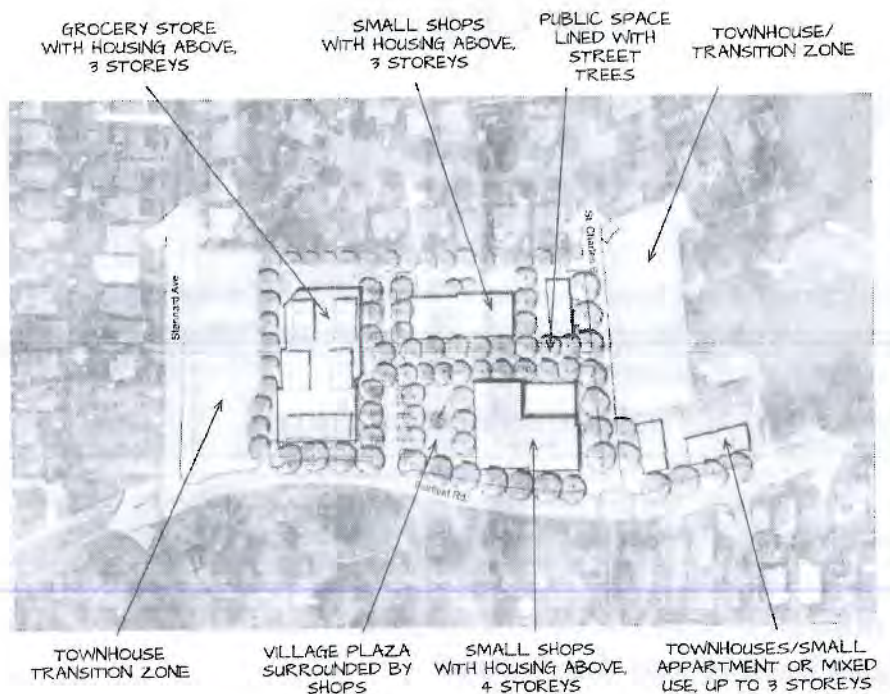 GROCERY STORE
WITH HOUSING ABOVE,
3 STOREYS
SMALL SHOPS
WITH HOUSING ABOVE,
3 STOREYS
PUBLIC SPACE
LINED WITH
STREET
TREES
TOWNHOUSE/
TRANSITION ZONE
Stannard Ave
St. Charles
Rd
TOWNHOUSE
TRANSITION ZONE
VILLAGE PLAZA
SURROUNDED BY
SHOPS
SMALL SHOPS
WITH HOUSING ABOVE,
4 STOREYS
TOWNHOUSES/SMALL
APPARTMENT OR MIXED
USE, UP TO 3 STOREYS